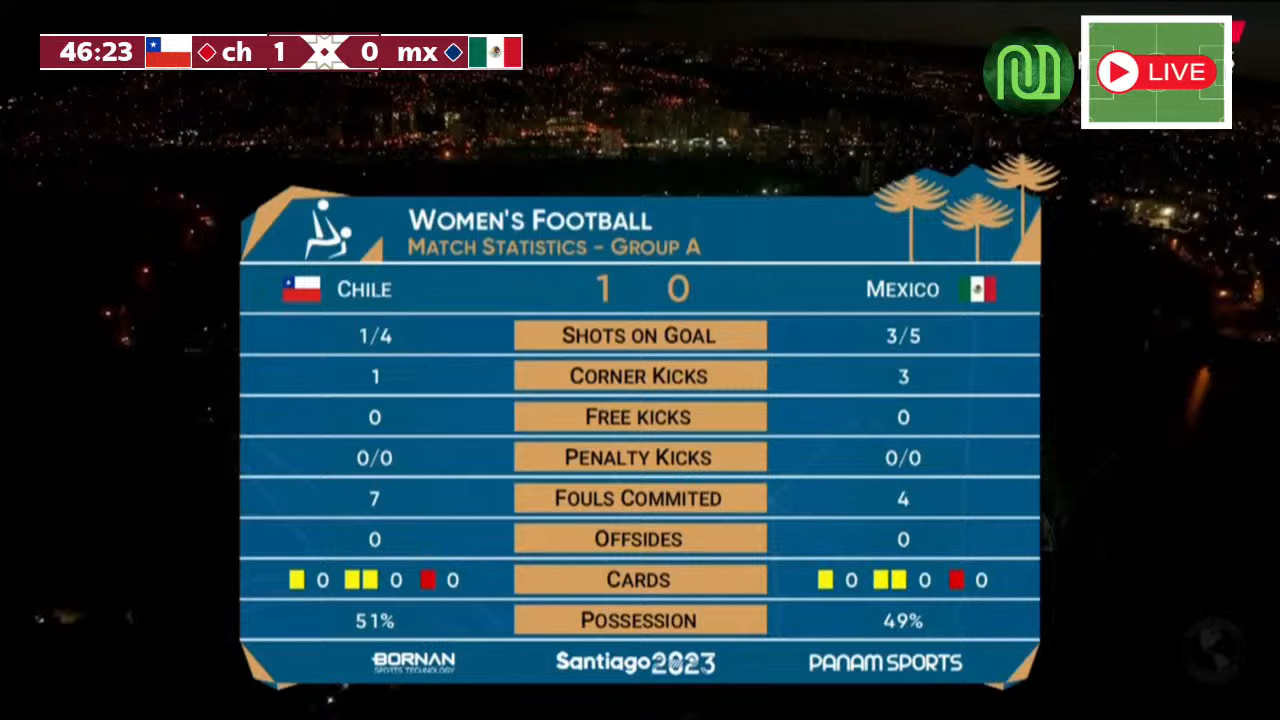 46:23 ch 1 0 mx
LIVE
WOMEN'S FOOTBALL
MATCH STATISTICS - GROUP A
CHILE 1 0 MEXICO
1/4 SHOTS ON GOAL 3/5
1 CORNER KICKS 3
0 FREE KICKS 0
0/0 PENALTY KICKS 0/0
7 FOULS COMMITED 4
0 OFFSIDES 0
0 0 0 CARDS 0 0 0
51% POSSESSION 49%
BORNAN Santiago2023 PANAM SPORTS
SPORTS TECHNOLOGY